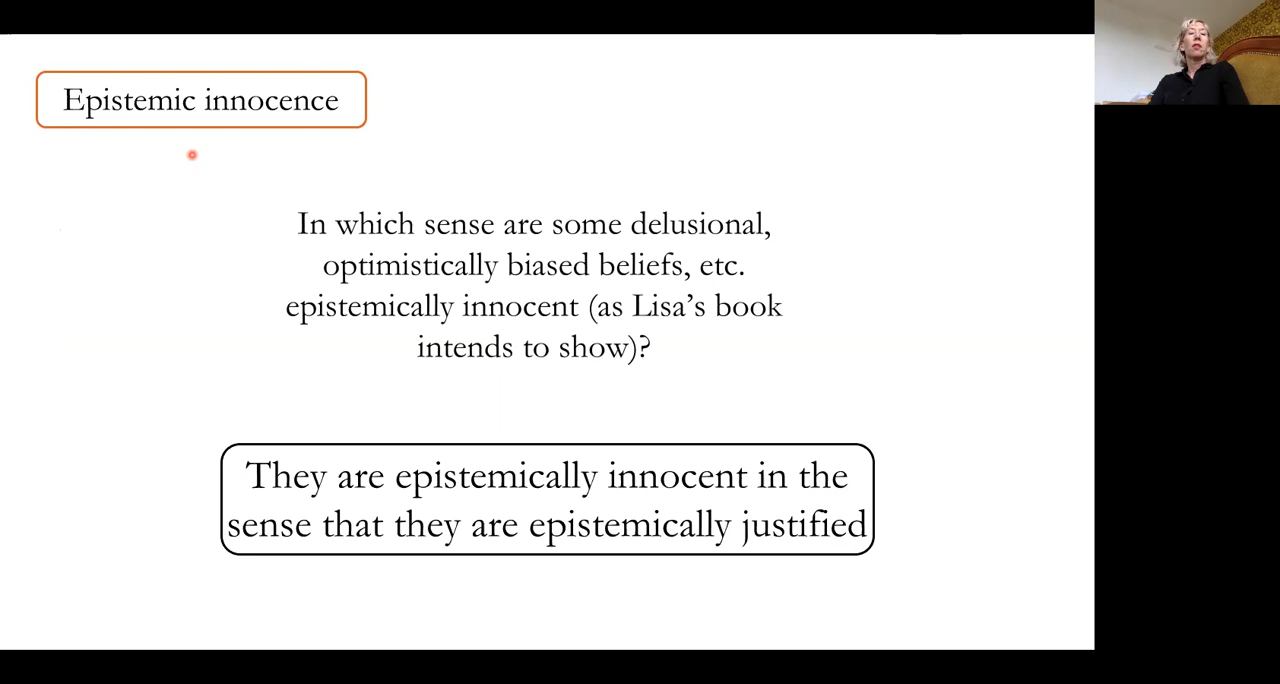 Epistemic innocence
In which sense are some delusional,
optimistically biased beliefs, etc.
epistemically innocent (as Lisa’s book
intends to show)?
They are epistemically innocent in the
sense that they are epistemically justified